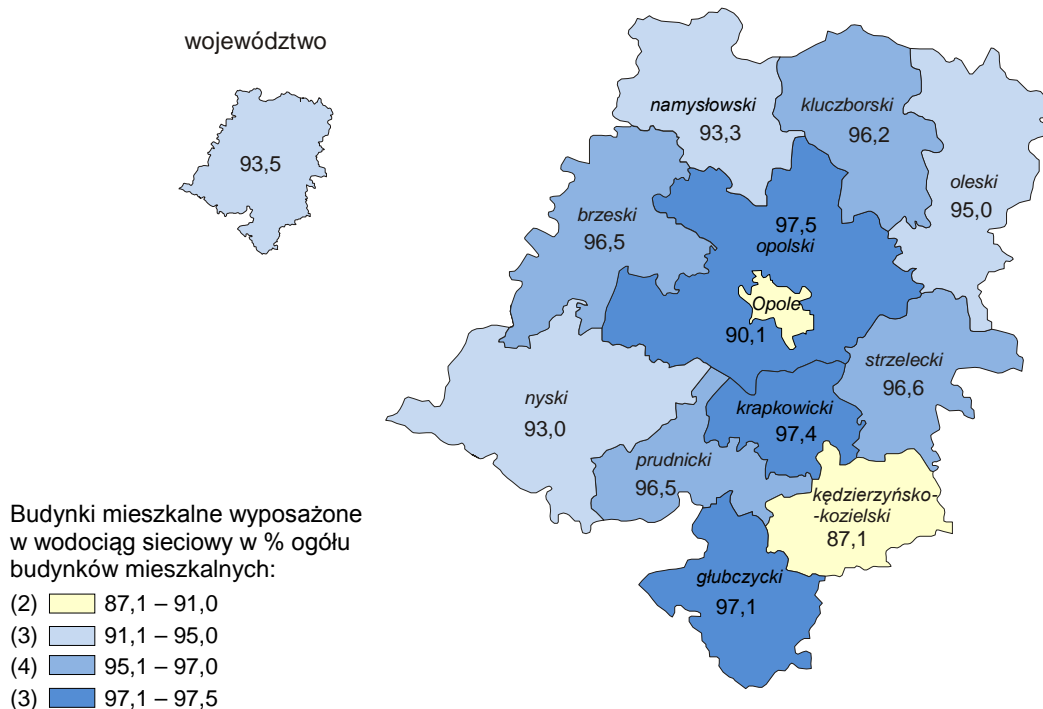 województwo
93,5
namysłowski
93,3
kluczborski
96,2
oleski
95,0
brzeski
96,5
97,5
opolski
Opole
90,1
strzelecki
96,6
nyski
93,0
krapkowicki
97,4
prudnicki
96,5
kędzierzyńsko-
-kozielski
87,1
głubczycki
97,1
Budynki mieszkalne wyposażone
w wodociąg sieciowy w % ogółu
budynków mieszkalnych:
(2) 87,1 – 91,0
(3) 91,1 – 95,0
(4) 95,1 – 97,0
(3) 97,1 – 97,5